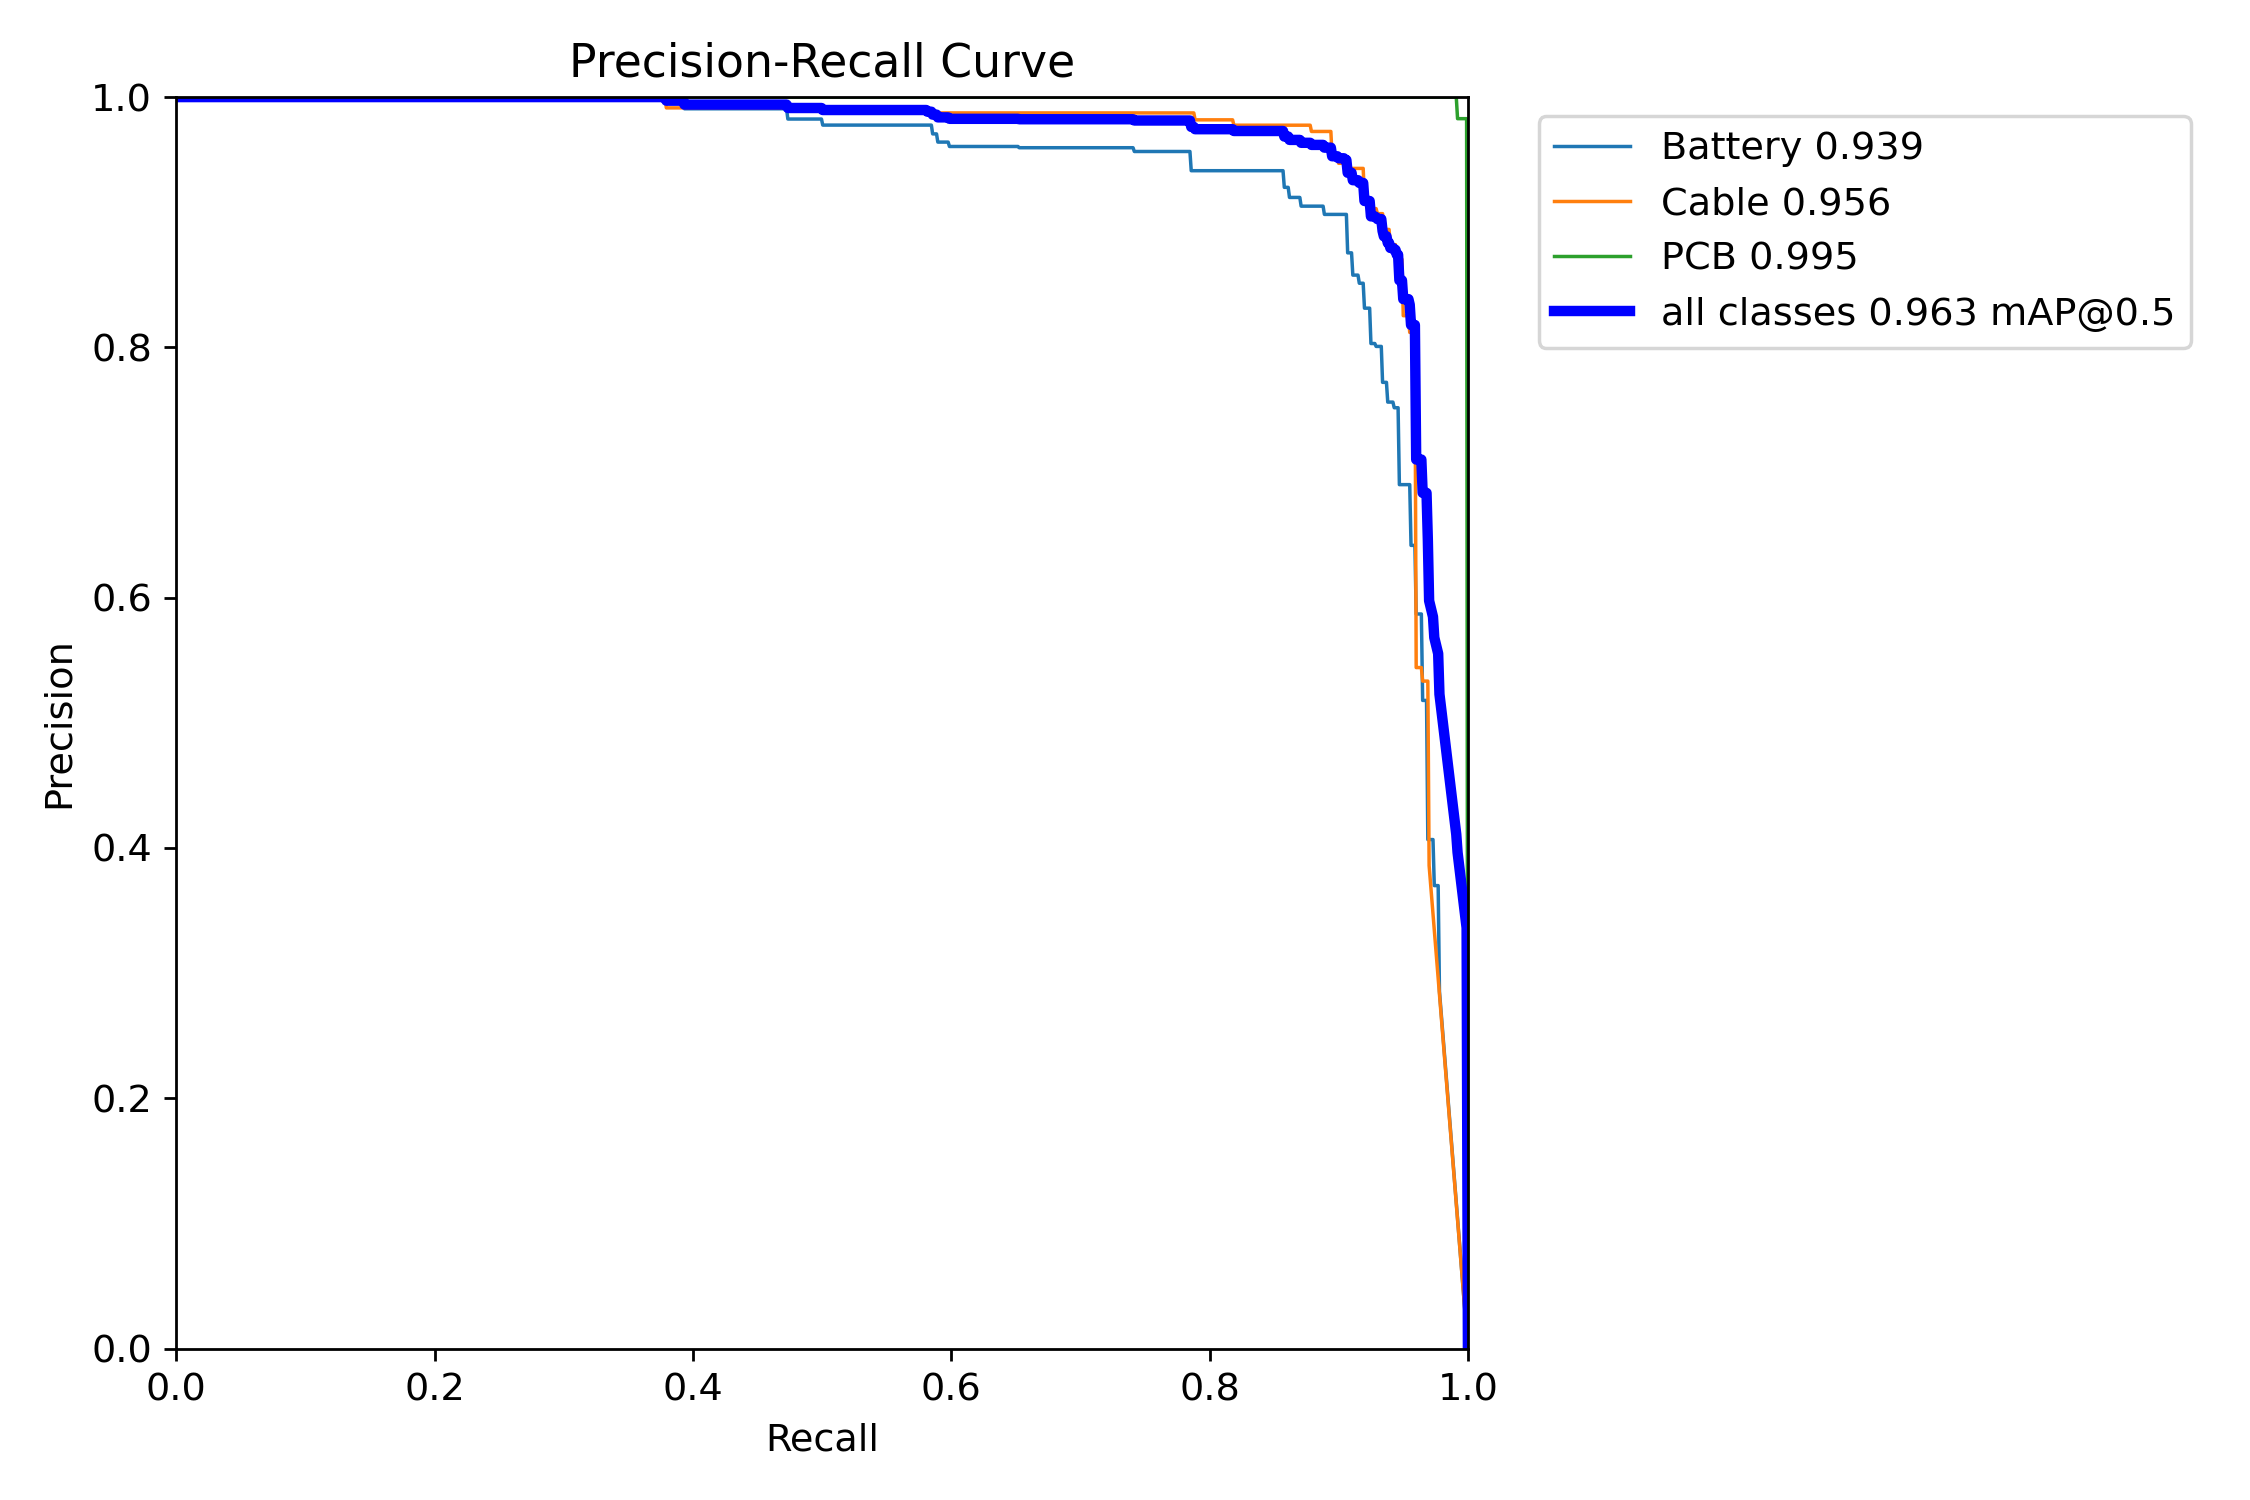 Precision-Recall Curve
1.0
0.8
0.6
0.4
0.2
0.0
Precision
0.0 0.2 0.4 0.6 0.8 1.0
Recall
Battery 0.939
Cable 0.956
PCB 0.995
all classes 0.963 mAP@0.5